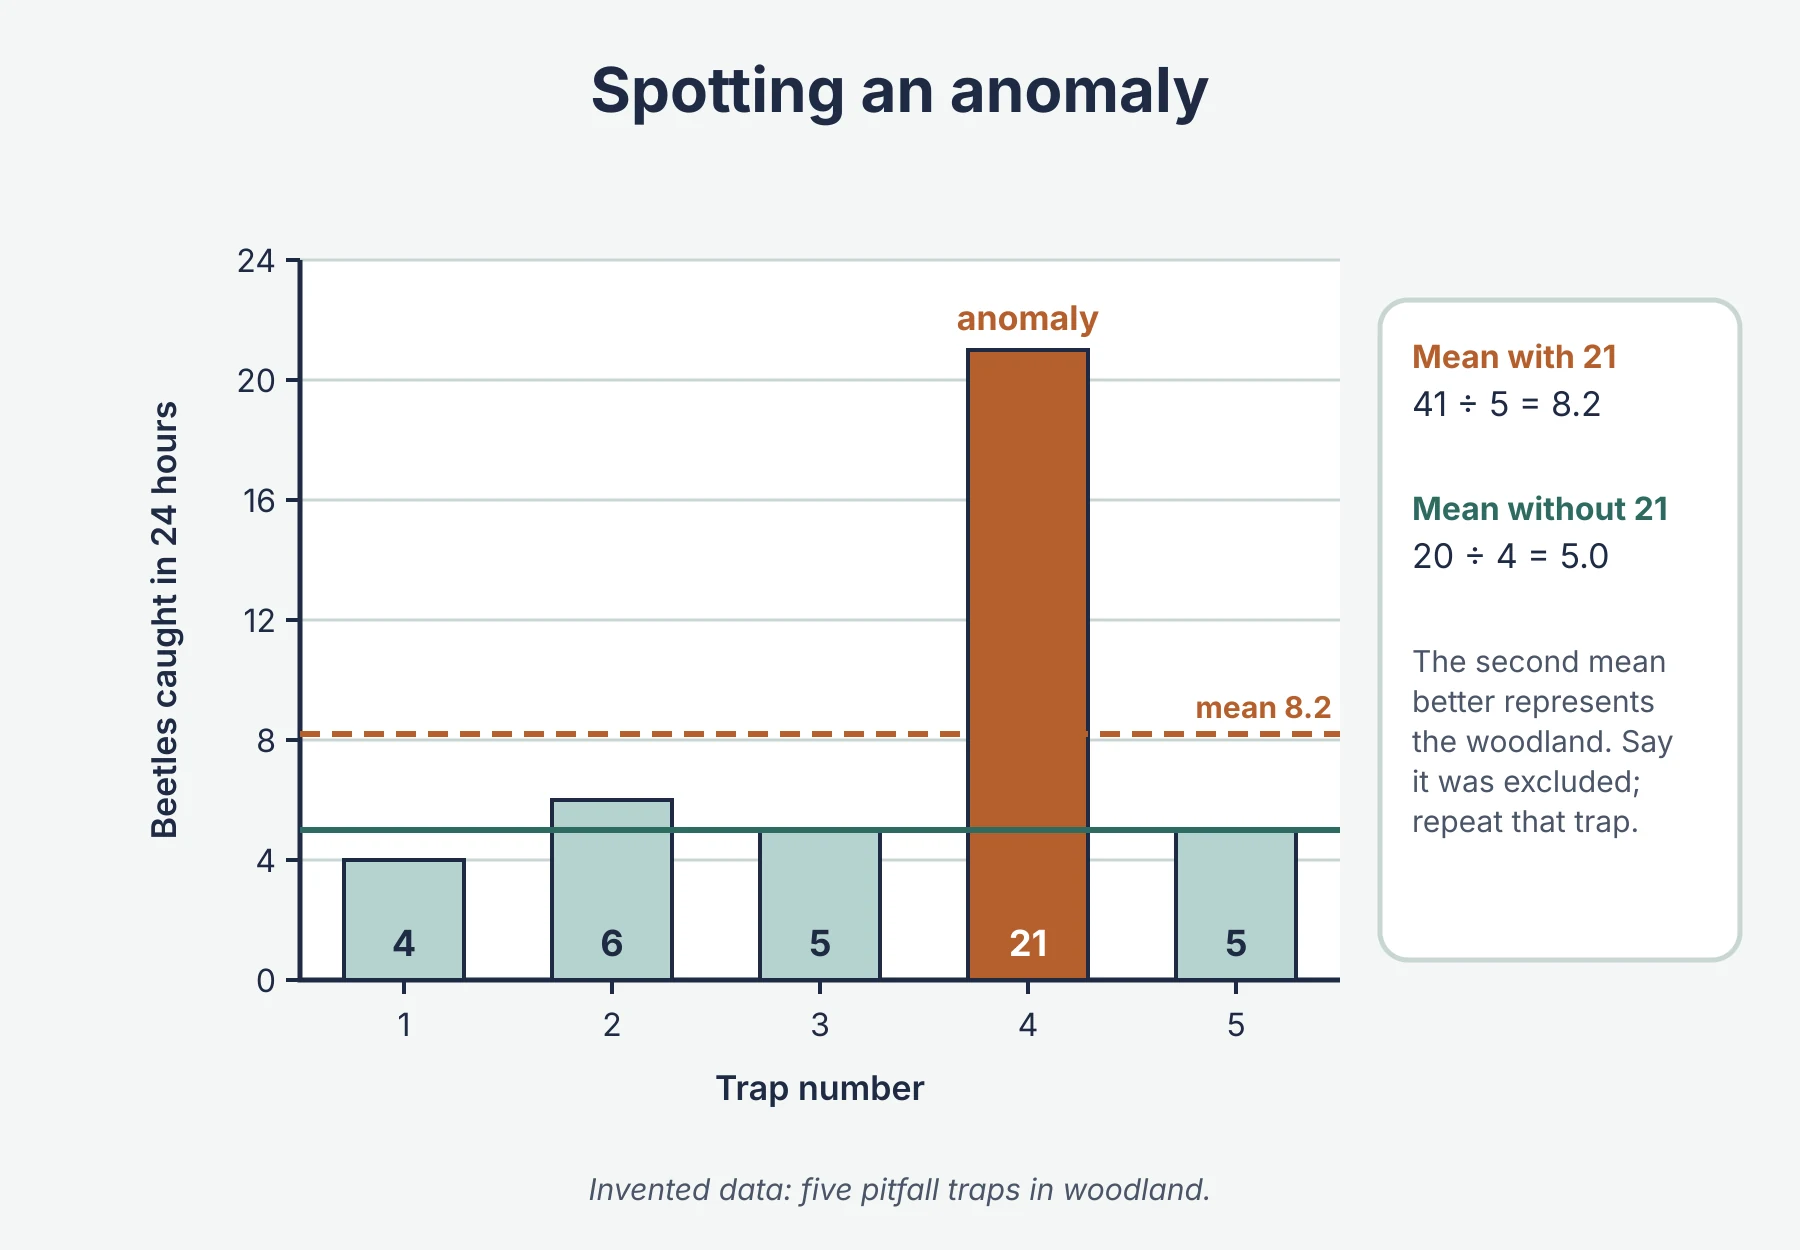 Spotting an anomaly
Beetles caught in 24 hours
24
20
16
12
8
4
0
anomaly
mean 8.2
4
6
5
21
5
1
2
3
4
5
Trap number
Mean with 21
41 ÷ 5 = 8.2
Mean without 21
20 ÷ 4 = 5.0
The second mean
better represents
the woodland. Say
it was excluded;
repeat that trap.
Invented data: five pitfall traps in woodland.